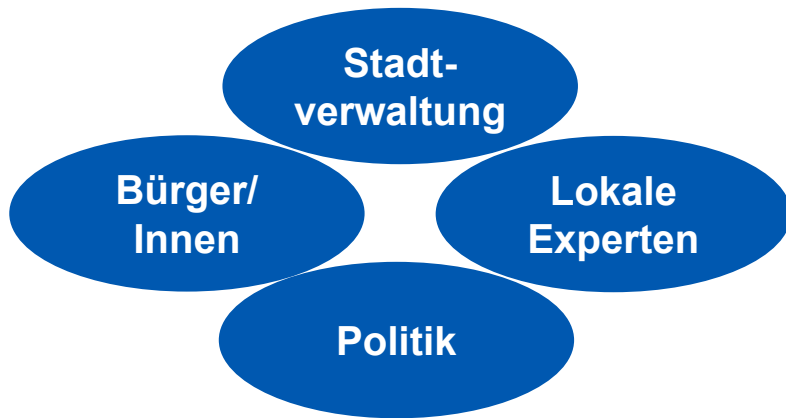 Stadt-
verwaltung
Bürger/
Innen
Lokale
Experten
Politik